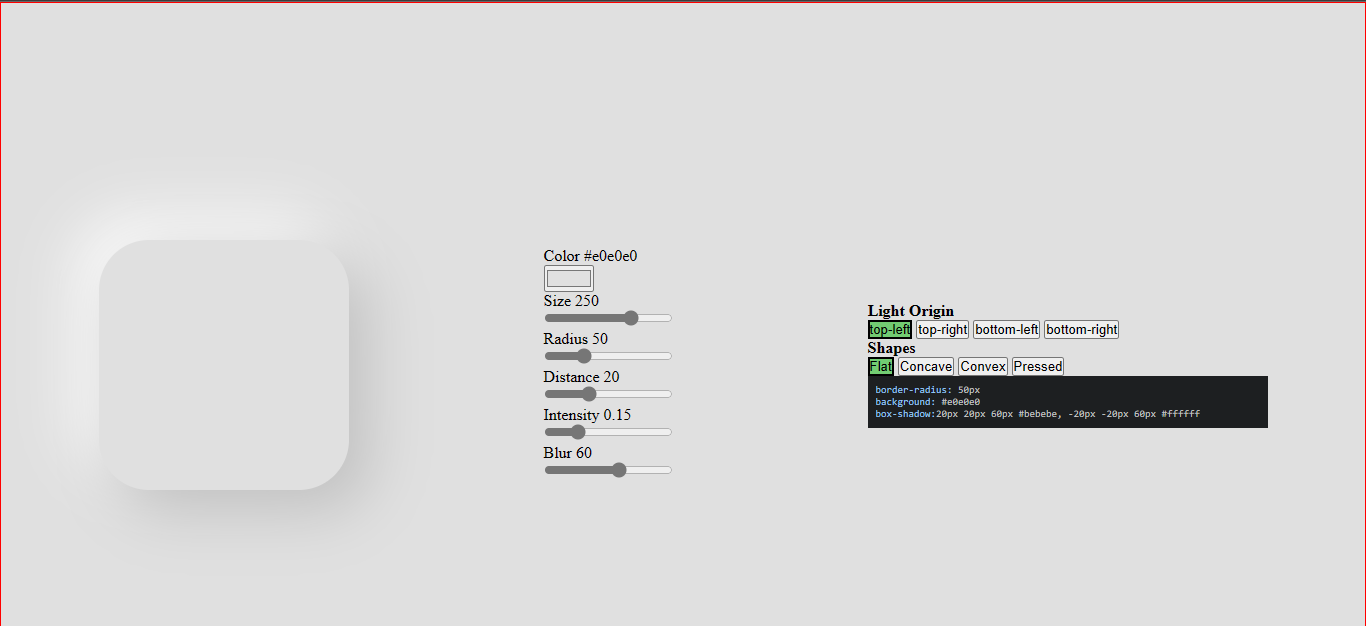 Color #e0e0e0
Size 250
Radius 50
Distance 20
Intensity 0.15
Blur 60
Light Origin
top-left top-right bottom-left bottom-right
Shapes
Flat Concave Convex Pressed
border-radius: 50px
background: #e0e0e0
box-shadow:20px 20px 60px #bebebe, -20px -20px 60px #ffffff